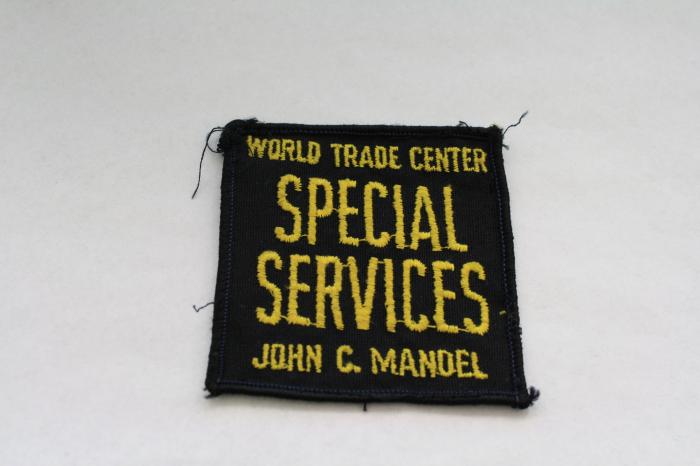 WORLD TRADE CENTER
SPECIAL
SERVICES
JOHN C. MANDEL